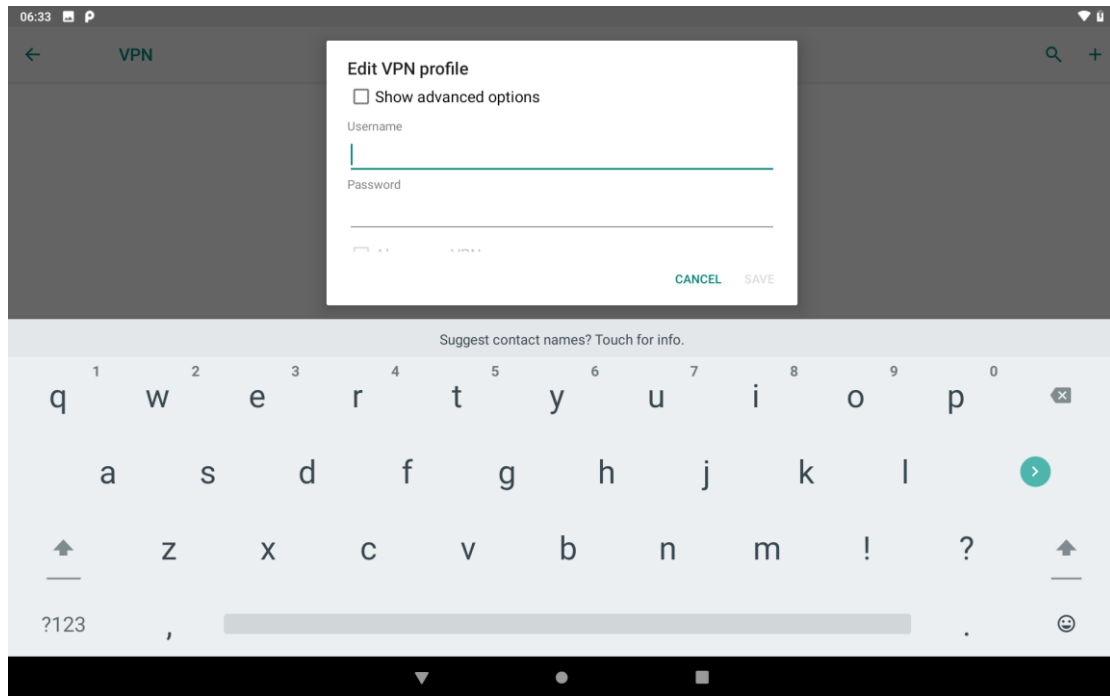 06:33
VPN
Edit VPN profile
Show advanced options
Username
Password
CANCEL SAVE
Suggest contact names? Touch for info.
1 2 3 4 5 6 7 8 9 0
q w e r t y u i o p
a s d f g h j k l
z x c v b n m ! ?
?123 , .